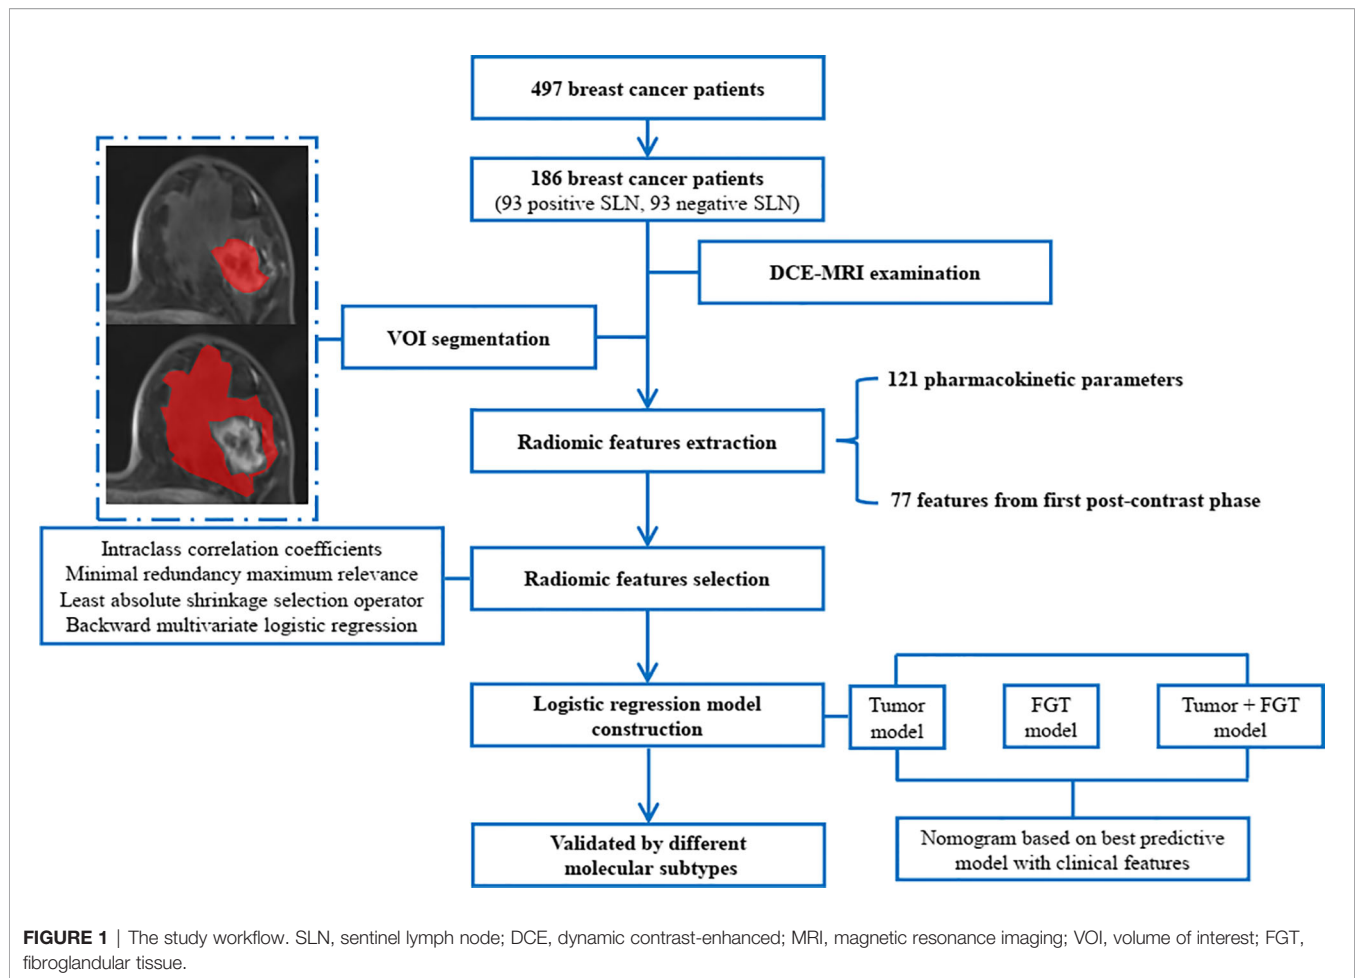 497 breast cancer patients
186 breast cancer patients
(93 positive SLN, 93 negative SLN)
DCE-MRI examination
VOI segmentation
121 pharmacokinetic parameters
Radiomic features extraction
77 features from first post-contrast phase
Intraclass correlation coefficients
Minimal redundancy maximum relevance
Least absolute shrinkage selection operator
Backward multivariate logistic regression
Radiomic features selection
Logistic regression model
construction
Tumor
model
FGT
model
Tumor + FGT
model
Validated by different
molecular subtypes
Nomogram based on best predictive
model with clinical features
FIGURE 1 | The study workflow. SLN, sentinel lymph node; DCE, dynamic contrast-enhanced; MRI, magnetic resonance imaging; VOI, volume of interest; FGT,
fibroglandular tissue.